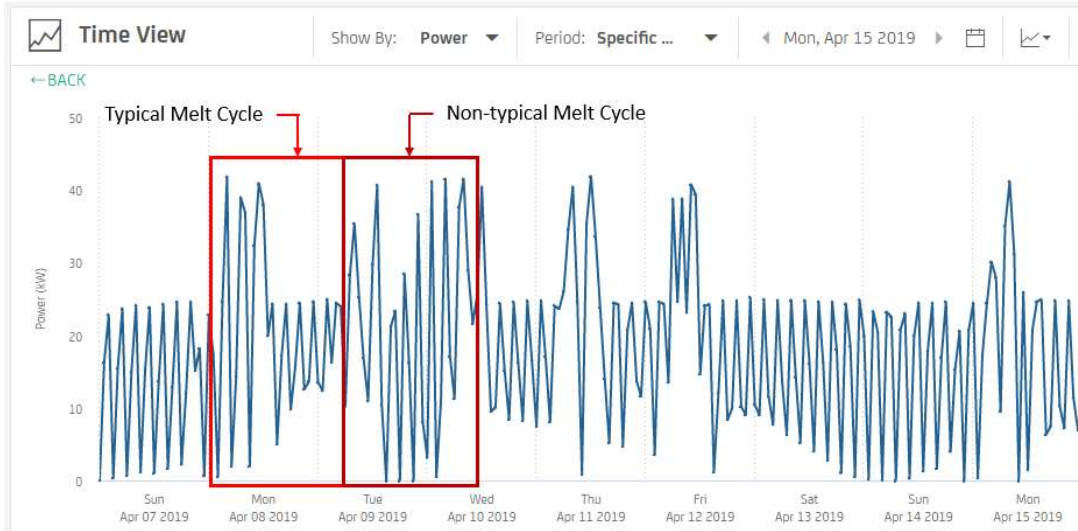 Time View
Show By: Power
Period: Specific ...
Mon, Apr 15 2019
←BACK
Typical Melt Cycle
Non-typical Melt Cycle
50
40
30
20
10
0
Power (kW)
Sun Mon Tue Wed Thu Fri Sat Sun Mon
Apr 07 2019 Apr 08 2019 Apr 09 2019 Apr 10 2019 Apr 11 2019 Apr 12 2019 Apr 13 2019 Apr 14 2019 Apr 15 2019